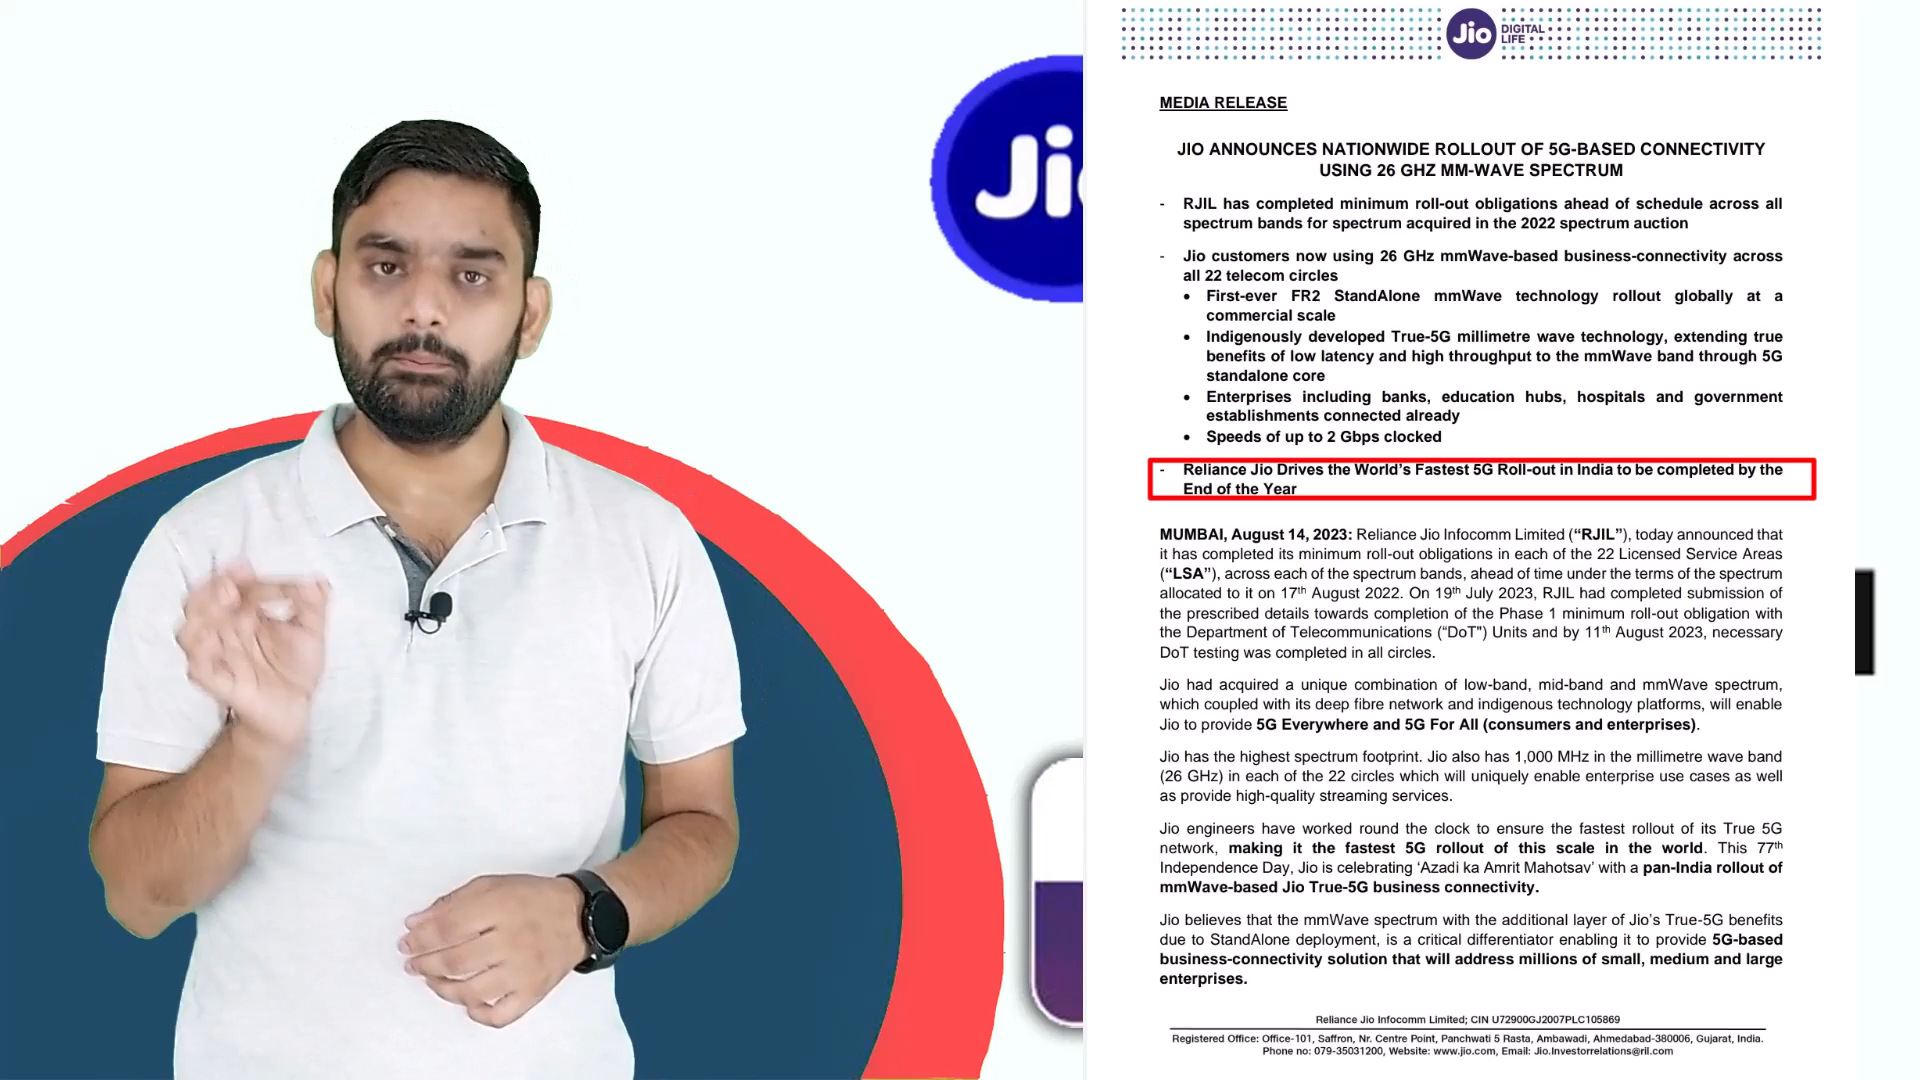 Jio
Jio DIGITAL
LIFE
MEDIA RELEASE
JIO ANNOUNCES NATIONWIDE ROLLOUT OF 5G-BASED CONNECTIVITY
USING 26 GHZ MM-WAVE SPECTRUM
- RJIL has completed minimum roll-out obligations ahead of schedule across all
spectrum bands for spectrum acquired in the 2022 spectrum auction
- Jio customers now using 26 GHz mmWave-based business-connectivity across
all 22 telecom circles
• First-ever FR2 StandAlone mmWave technology rollout globally at a
commercial scale
• Indigenously developed True-5G millimetre wave technology, extending true
benefits of low latency and high throughput to the mmWave band through 5G
standalone core
• Enterprises including banks, education hubs, hospitals and government
establishments connected already
• Speeds of up to 2 Gbps clocked
- Reliance Jio Drives the World's Fastest 5G Roll-out in India to be completed by the
End of the Year
MUMBAI, August 14, 2023: Reliance Jio Infocomm Limited (“RJIL”), today announced that
it has completed its minimum roll-out obligations in each of the 22 Licensed Service Areas
(“LSA”), across each of the spectrum bands, ahead of time under the terms of the spectrum
allocated to it on 17th August 2022. On 19th July 2023, RJIL had completed submission of
the prescribed details towards completion of the Phase 1 minimum roll-out obligation with
the Department of Telecommunications (“DoT") Units and by 11th August 2023, necessary
DoT testing was completed in all circles.
Jio had acquired a unique combination of low-band, mid-band and mmWave spectrum,
which coupled with its deep fibre network and indigenous technology platforms, will enable
Jio to provide 5G Everywhere and 5G For All (consumers and enterprises).
Jio has the highest spectrum footprint. Jio also has 1,000 MHz in the millimetre wave band
(26 GHz) in each of the 22 circles which will uniquely enable enterprise use cases as well
as provide high-quality streaming services.
Jio engineers have worked round the clock to ensure the fastest rollout of its True 5G
network, making it the fastest 5G rollout of this scale in the world. This 77th
Independence Day, Jio is celebrating ‘Azadi ka Amrit Mahotsav’ with a pan-India rollout of
mmWave-based Jio True-5G business connectivity.
Jio believes that the mmWave spectrum with the additional layer of Jio's True-5G benefits
due to StandAlone deployment, is a critical differentiator enabling it to provide 5G-based
business-connectivity solution that will address millions of small, medium and large
enterprises.
Reliance Jio Infocomm Limited; CIN U72900GJ2007PLC105869
Registered Office: Office-101, Saffron, Nr. Centre Point, Panchwati 5 Rasta, Ambawadi, Ahmedabad-380006, Gujarat, India.
Phone no: 079-35031200, Website: www.jio.com, Email: Jio.Investorrelations@ril.com